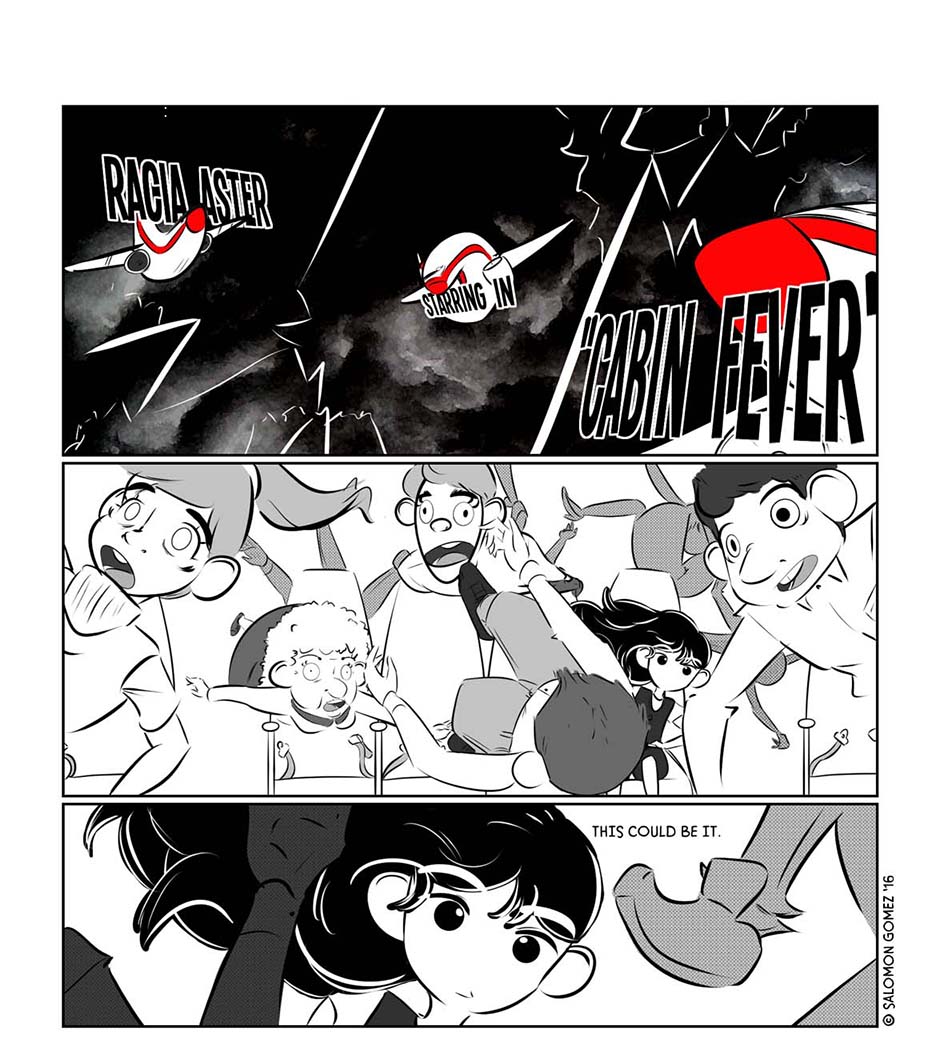 RACIA ASTER
STARRING IN
"CABIN FEVER"
THIS COULD BE IT.
© SALOMON GOMEZ '16